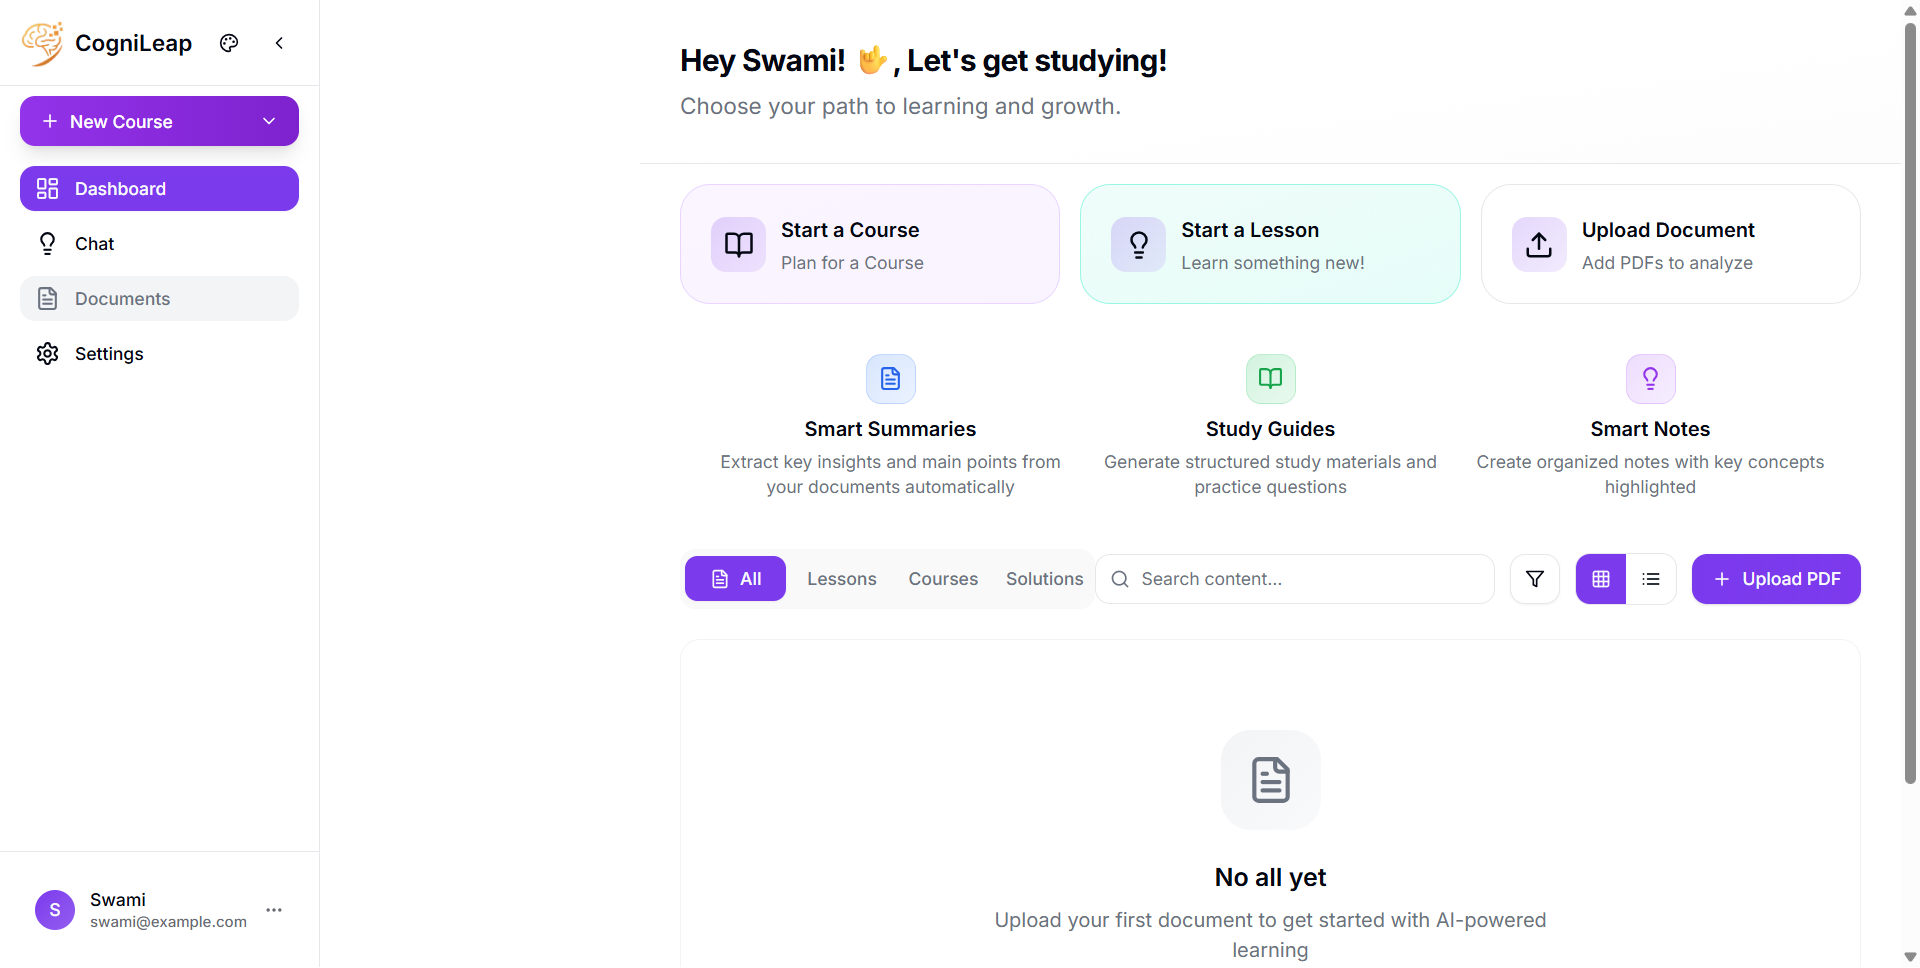 CogniLeap
New Course
Dashboard
Chat
Documents
Settings
Swami
S
swami@example.com
Hey Swami! 🤟, Let's get studying!
Choose your path to learning and growth.
Start a Course
Plan for a Course
Start a Lesson
Learn something new!
Upload Document
Add PDFs to analyze
Smart Summaries
Extract key insights and main points from
your documents automatically
Study Guides
Generate structured study materials and
practice questions
Smart Notes
Create organized notes with key concepts
highlighted
All Lessons Courses Solutions Search content... Upload PDF
No all yet
Upload your first document to get started with AI-powered
learning